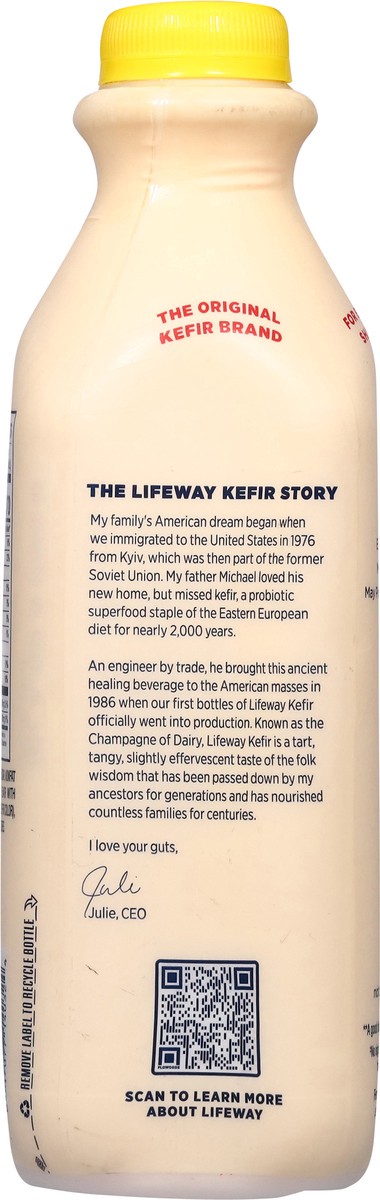 THE ORIGINAL
KEFIR BRAND
FOR
THE LIFEWAY KEFIR STORY
My family's American dream began when
we immigrated to the United States in 1976
from Kyiv, which was then part of the former
Soviet Union. My father Michael loved his
new home, but missed kefir, a probiotic
superfood staple of the Eastern European
diet for nearly 2,000 years.
An engineer by trade, he brought this ancient
healing beverage to the American masses in
1986 when our first bottles of Lifeway Kefir
officially went into production. Known as the
Champagne of Dairy, Lifeway Kefir is a tart,
tangy, slightly effervescent taste of the folk
wisdom that has been passed down by my
ancestors for generations and has nourished
countless families for centuries.
I love your guts,
Juli
Julie, CEO
SCAN TO LEARN MORE
ABOUT LIFEWAY
REMOVE LABEL TO RECYCLE BOTTLE
May